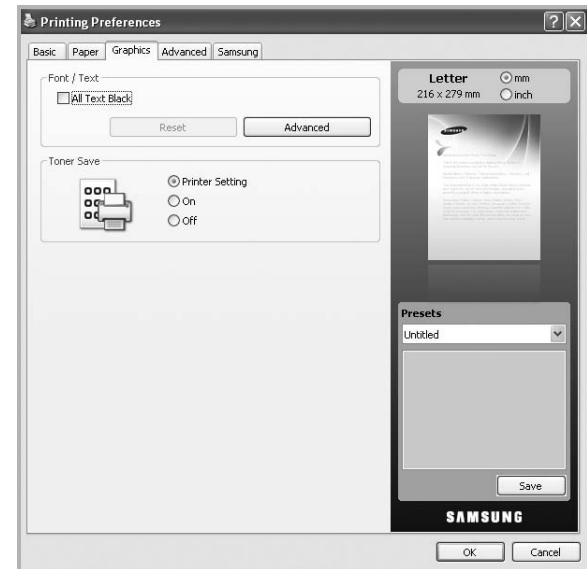 Printing Preferences
Basic Paper Graphics Advanced Samsung
Font / Text
All Text Black
Reset Advanced
Toner Save
Printer Setting
On
Off
Letter
216 x 279 mm
mm
inch
SAMSUNG
Presets
Untitled
Save
SAMSUNG
OK Cancel